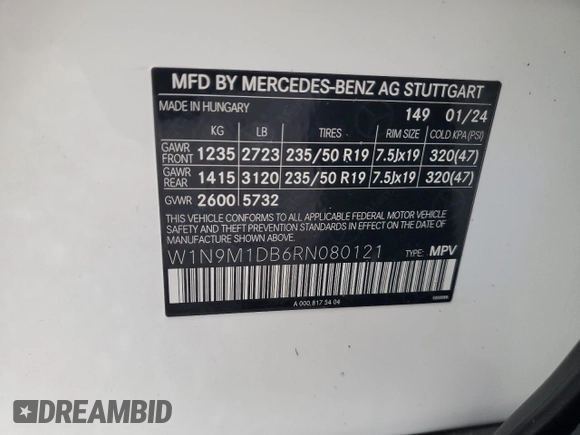 MFD BY MERCEDES-BENZ AG STUTTGART
MADE IN HUNGARY 149 01/24
KG LB TIRES RIM SIZE COLD KPA(PSI)
GAWR FRONT 1235 2723 235/50 R19 7.5Jx19 320(47)
GAWR REAR 1415 3120 235/50 R19 7.5Jx19 320(47)
GVWR 2600 5732
THIS VEHICLE CONFORMS TO ALL APPLICABLE FEDERAL MOTOR VEHICLE
SAFETY AND THEFT PREVENTION STANDARDS IN EFFECT ON THE DATE
OF MANUFACTURE SHOWN ABOVE.
W1N9M1DB6RN080121 TYPE: MPV
A 000 817 54 04
DREAMBID